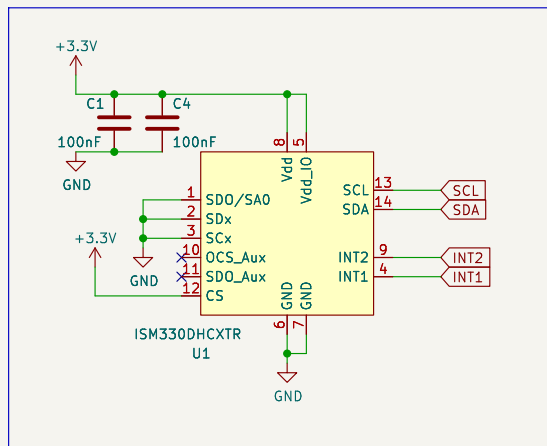 +3.3V
C1
C4
100nF
100nF
GND
8
5
Vdd
Vdd_IO
1
SDO/SA0
2
SDx
3
SCx
10
OCS_Aux
11
SDO_Aux
12
CS
+3.3V
GND
SCL
13
SCL
SDA
14
SDA
INT2
9
INT2
INT1
4
INT1
GND
GND
6
7
ISM330DHCXTR
U1
GND